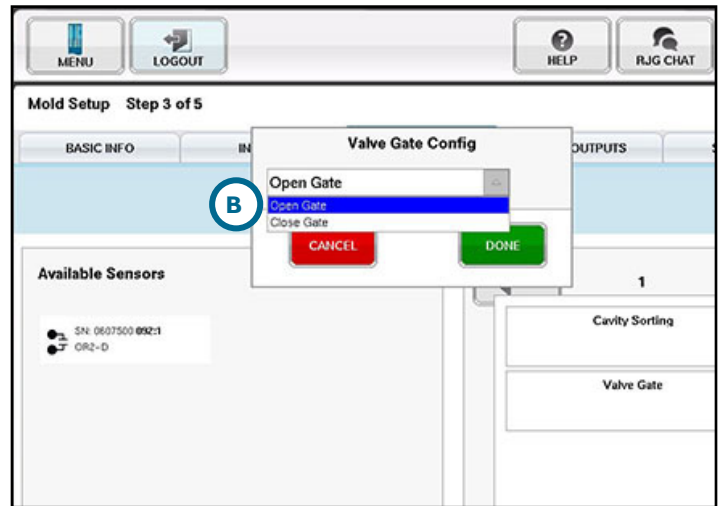 MENU
LOGOUT
HELP
RJG CHAT
Mold Setup Step 3 of 5
BASIC INFO
IN
Valve Gate Config
OUTPUTS
Open Gate
B
Open Gate
Close Gate
CANCEL
DONE
Available Sensors
1
SN: 0607500 092:1
OR2-D
Cavity Sorting
Valve Gate